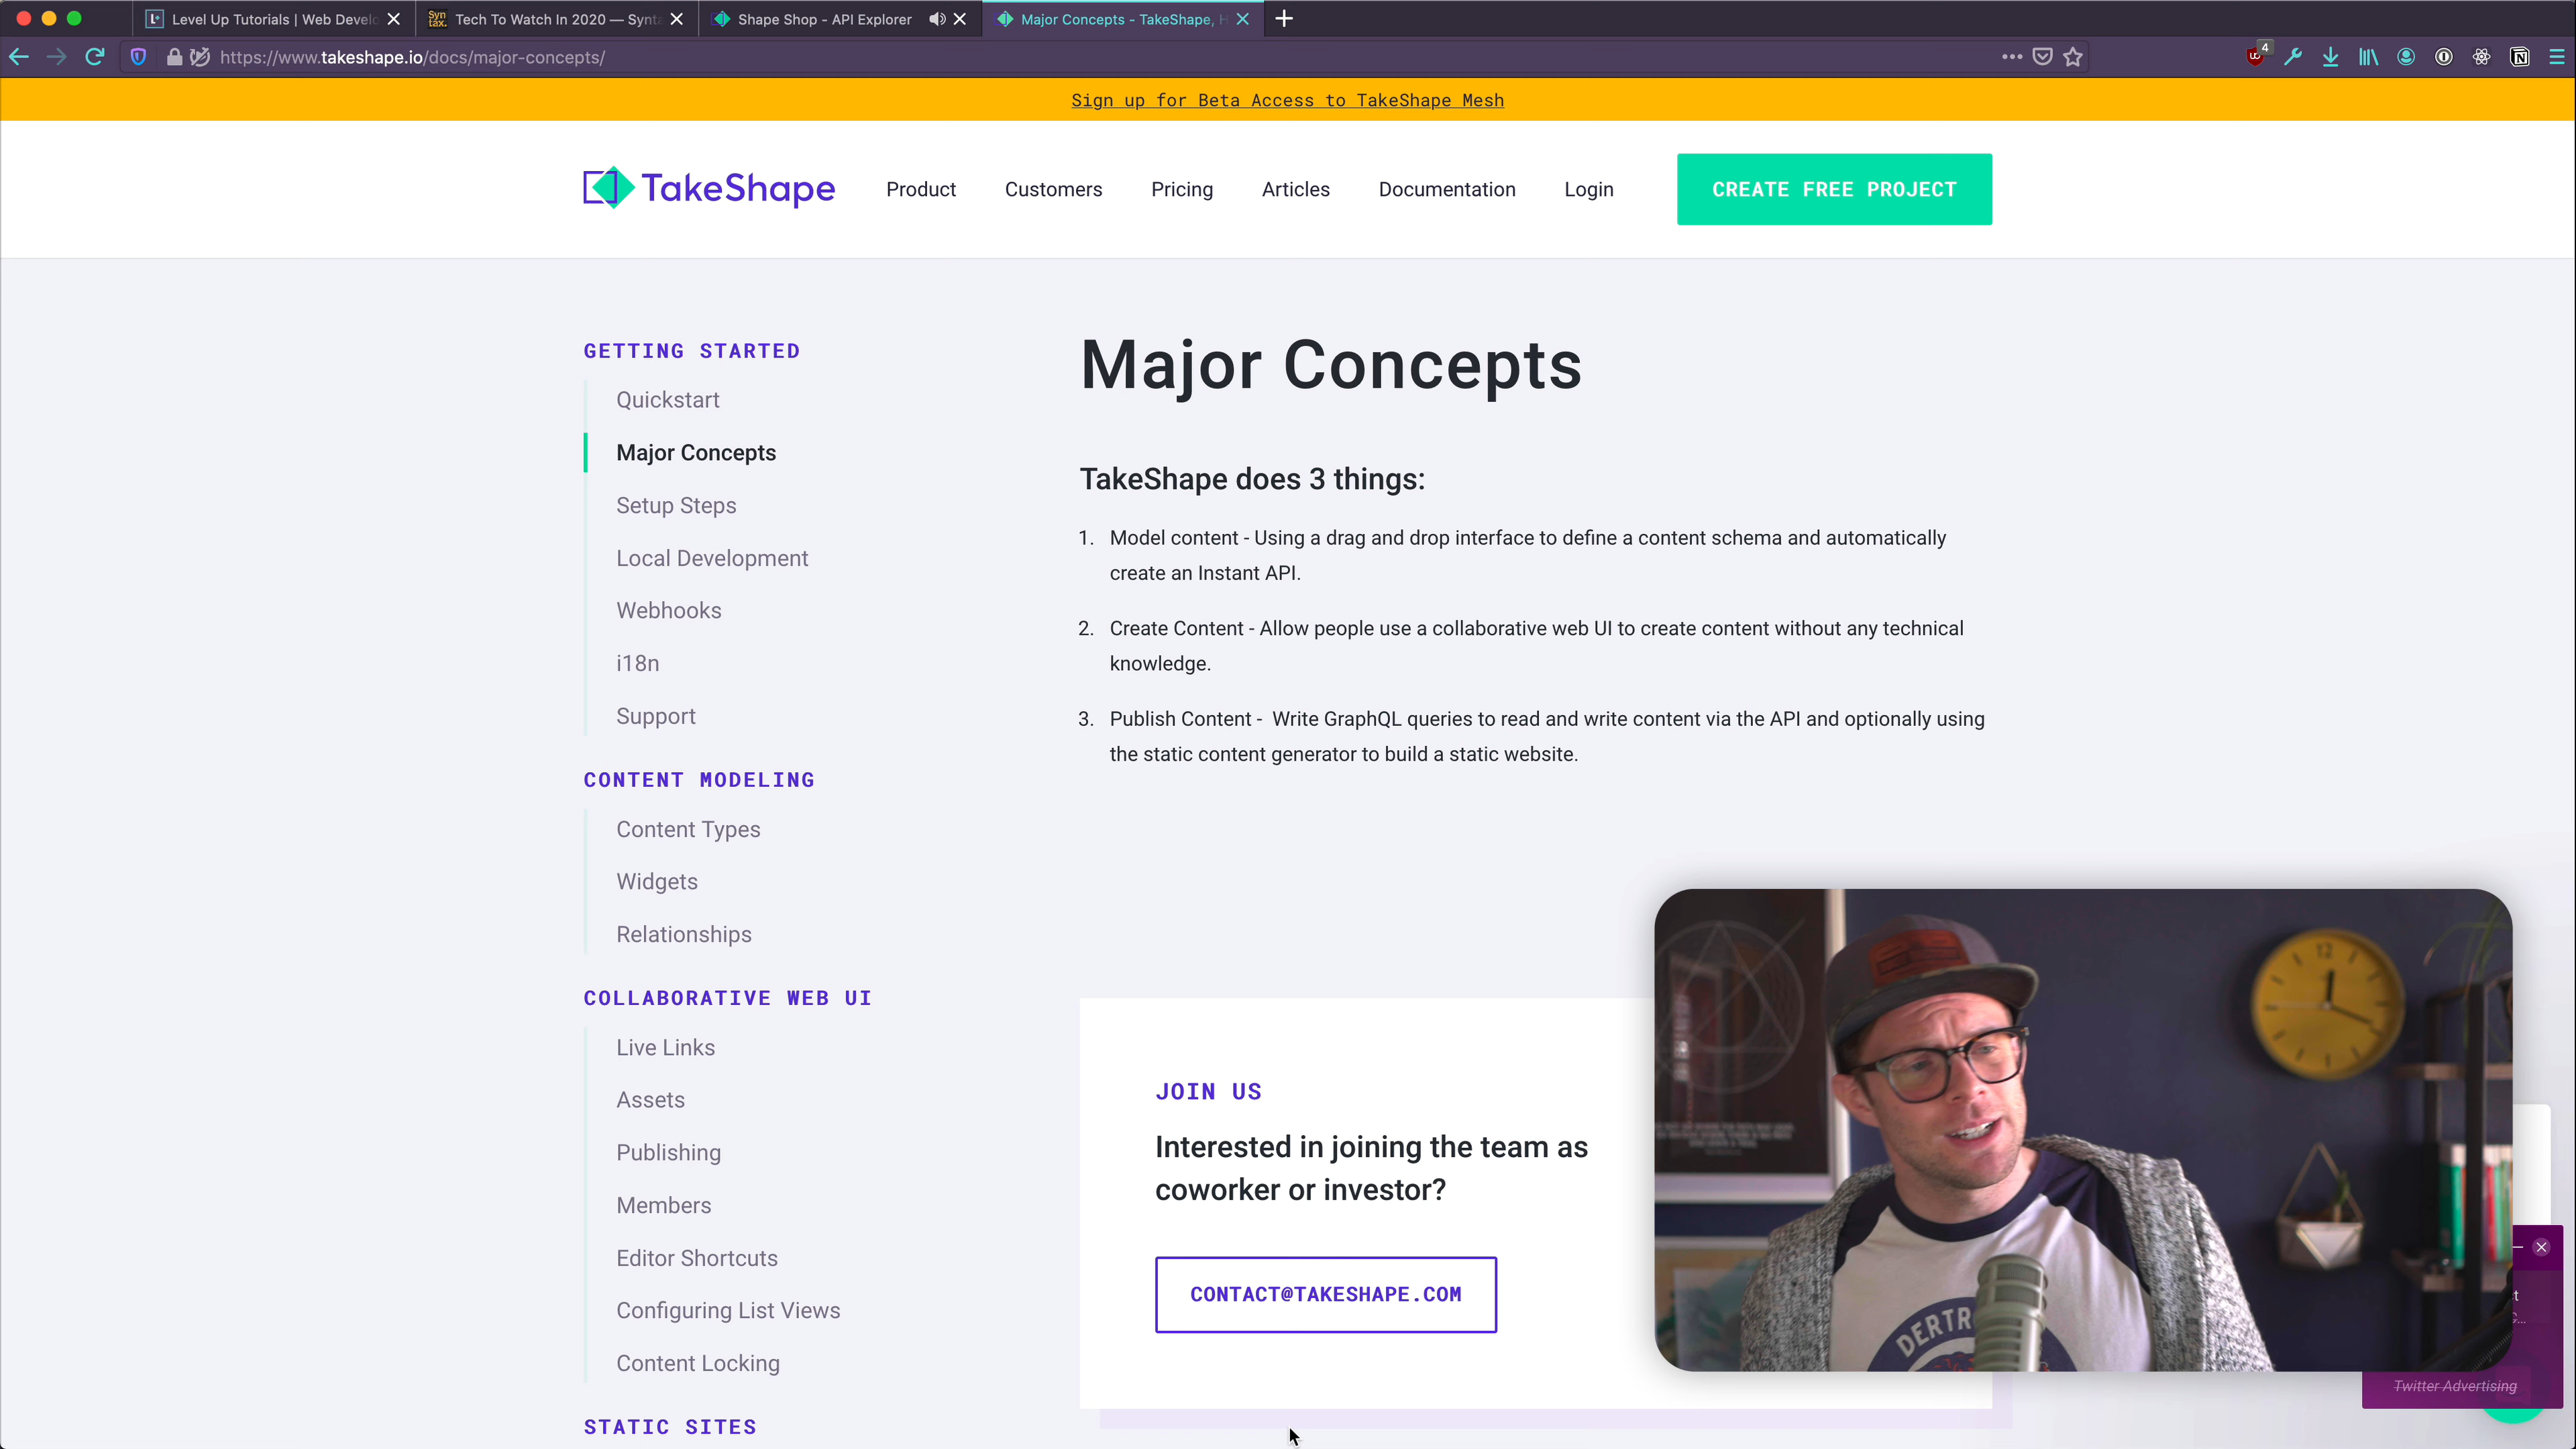 Level Up Tutorials | Web Develo
Syn
tax.
Tech To Watch In 2020 — Synta
Shape Shop - API Explorer
Major Concepts - TakeShape, H
https://www.takeshape.io/docs/major-concepts/
4
Sign up for Beta Access to TakeShape Mesh
TakeShape
Product
Customers
Pricing
Articles
Documentation
Login
CREATE FREE PROJECT
GETTING STARTED
Quickstart
Major Concepts
Setup Steps
Local Development
Webhooks
i18n
Support
CONTENT MODELING
Content Types
Widgets
Relationships
COLLABORATIVE WEB UI
Live Links
Assets
Publishing
Members
Editor Shortcuts
Configuring List Views
Content Locking
STATIC SITES
Major Concepts
TakeShape does 3 things:
1. Model content - Using a drag and drop interface to define a content schema and automatically
create an Instant API.
2. Create Content - Allow people use a collaborative web UI to create content without any technical
knowledge.
3. Publish Content - Write GraphQL queries to read and write content via the API and optionally using
the static content generator to build a static website.
JOIN US
Interested in joining the team as
coworker or investor?
CONTACT@TAKESHAPE.COM
12
DERTR
Twitter Advertising